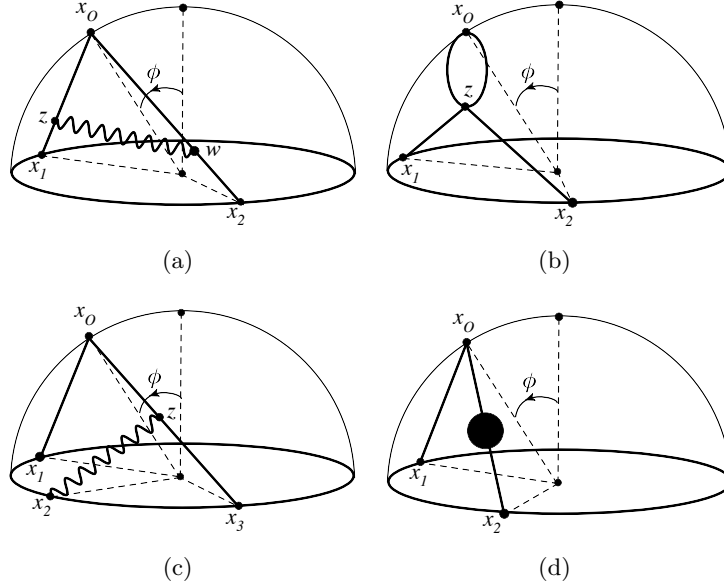 x_O
ϕ
z
w
x_1
x_2
(a)
x_O
ϕ
z
x_1
x_2
(b)
x_O
ϕ
z
x_1
x_2
x_3
(c)
x_O
ϕ
x_1
x_2
(d)